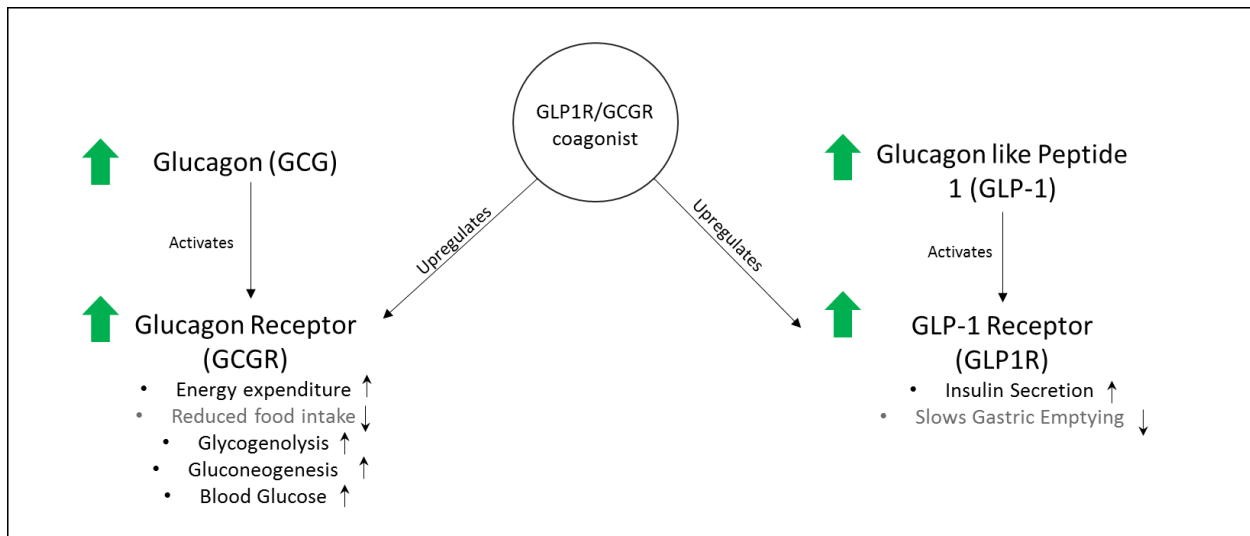 GLP1R/GCGR
coagonist
Glucagon (GCG)
Glucagon like Peptide
1 (GLP-1)
Upregulates
Upregulates
Activates
Activates
Glucagon Receptor
(GCGR)
• Energy expenditure ↑
• Reduced food intake ↓
• Glycogenolysis ↑
• Gluconeogenesis ↑
• Blood Glucose ↑
GLP-1 Receptor
(GLP1R)
• Insulin Secretion ↑
• Slows Gastric Emptying ↓